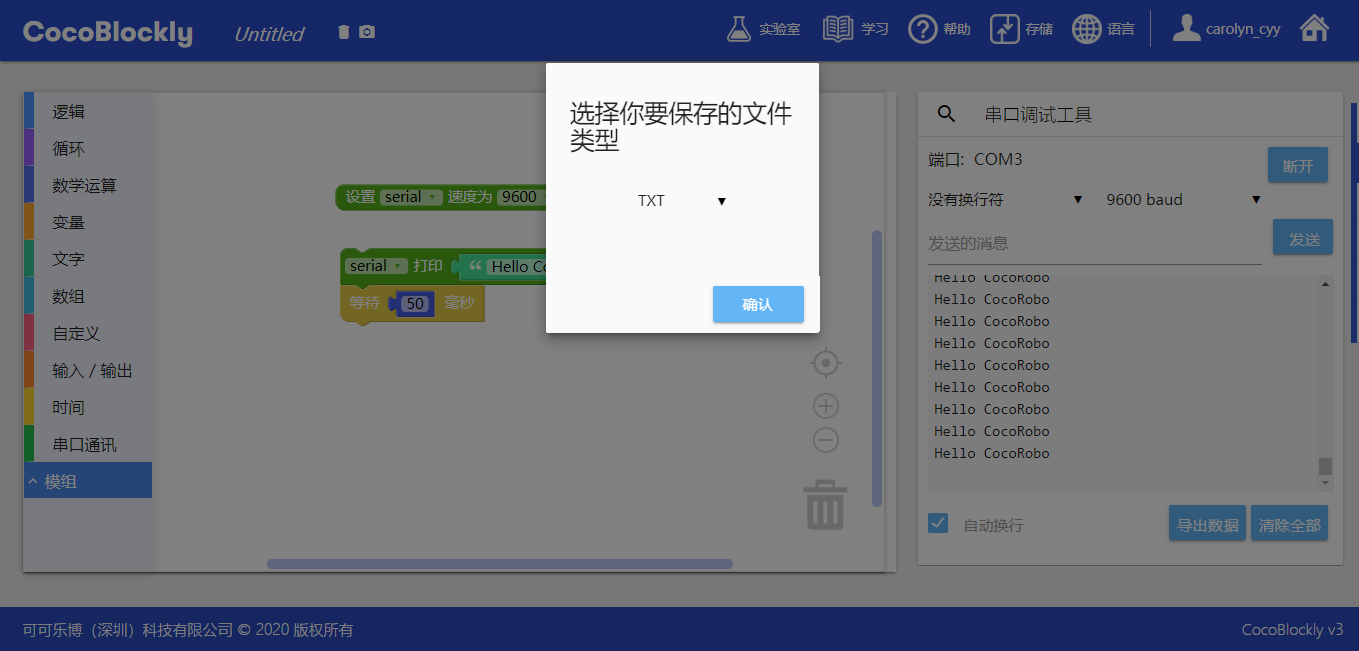 CocoBlockly
Untitled
实验室
学习
帮助
存储
语言
carolyn_cyy
逻辑
循环
数学运算
变量
文字
数组
自定义
输入 / 输出
时间
串口通讯
模组
设置 serial 速度为 9600
serial 打印 “ Hello Co
等待 50 毫秒
选择你要保存的文件
类型
TXT
确认
串口调试工具
端口: COM3
断开
没有换行符
9600 baud
发送的消息
发送
Hello CocoRobo
Hello CocoRobo
Hello CocoRobo
Hello CocoRobo
Hello CocoRobo
Hello CocoRobo
Hello CocoRobo
Hello CocoRobo
Hello CocoRobo
自动换行
导出数据
清除全部
可可乐博（深圳）科技有限公司 © 2020 版权所有
CocoBlockly v3